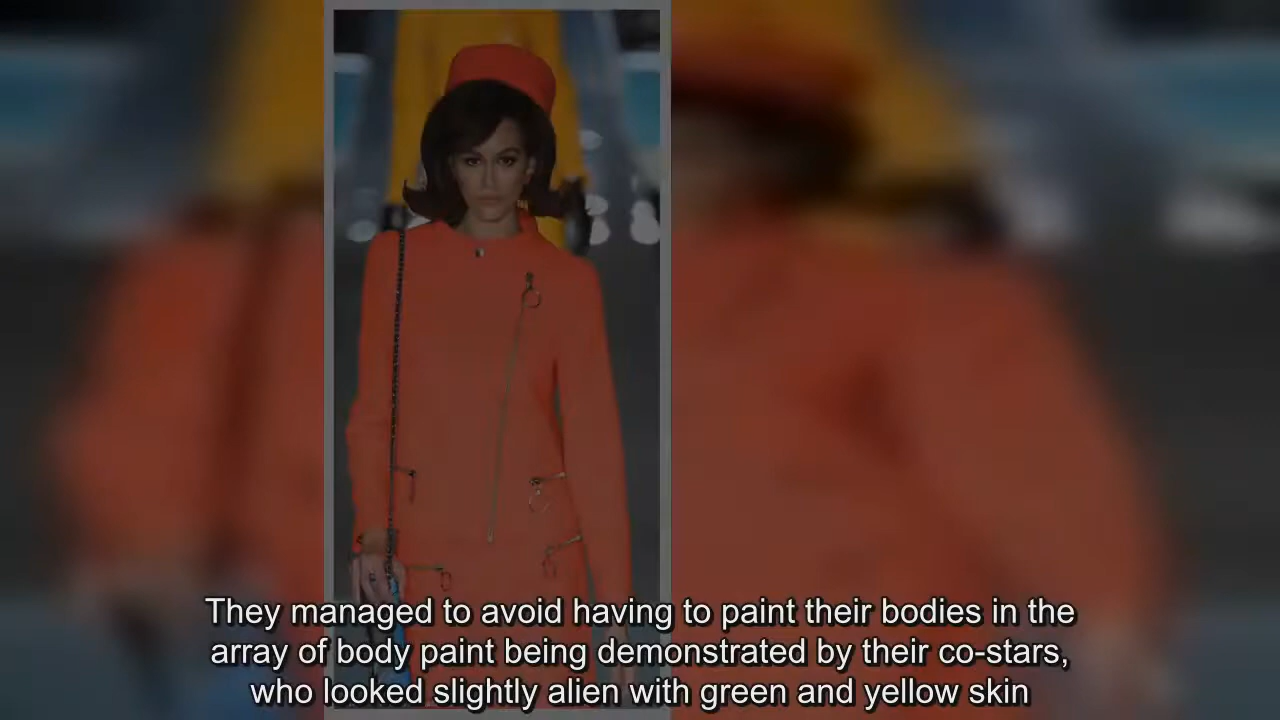 They managed to avoid having to paint their bodies in the
array of body paint being demonstrated by their co-stars,
who looked slightly alien with green and yellow skin